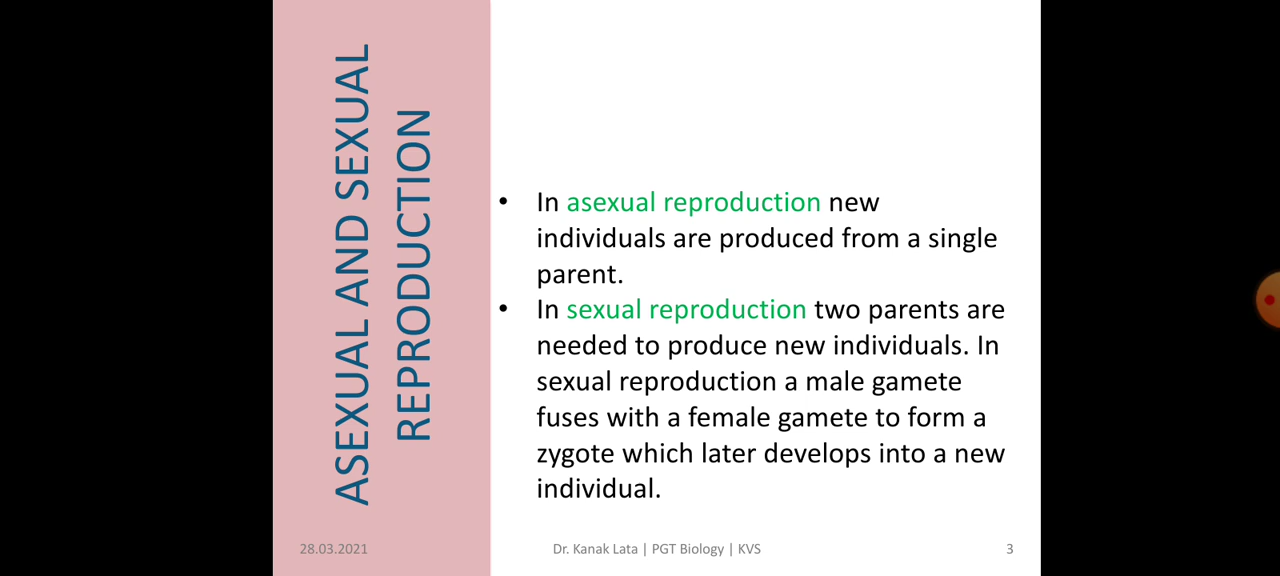 ASEXUAL AND SEXUAL
REPRODUCTION
• In asexual reproduction new
individuals are produced from a single
parent.
• In sexual reproduction two parents are
needed to produce new individuals. In
sexual reproduction a male gamete
fuses with a female gamete to form a
zygote which later develops into a new
individual.
28.03.2021
Dr. Kanak Lata | PGT Biology | KVS
3